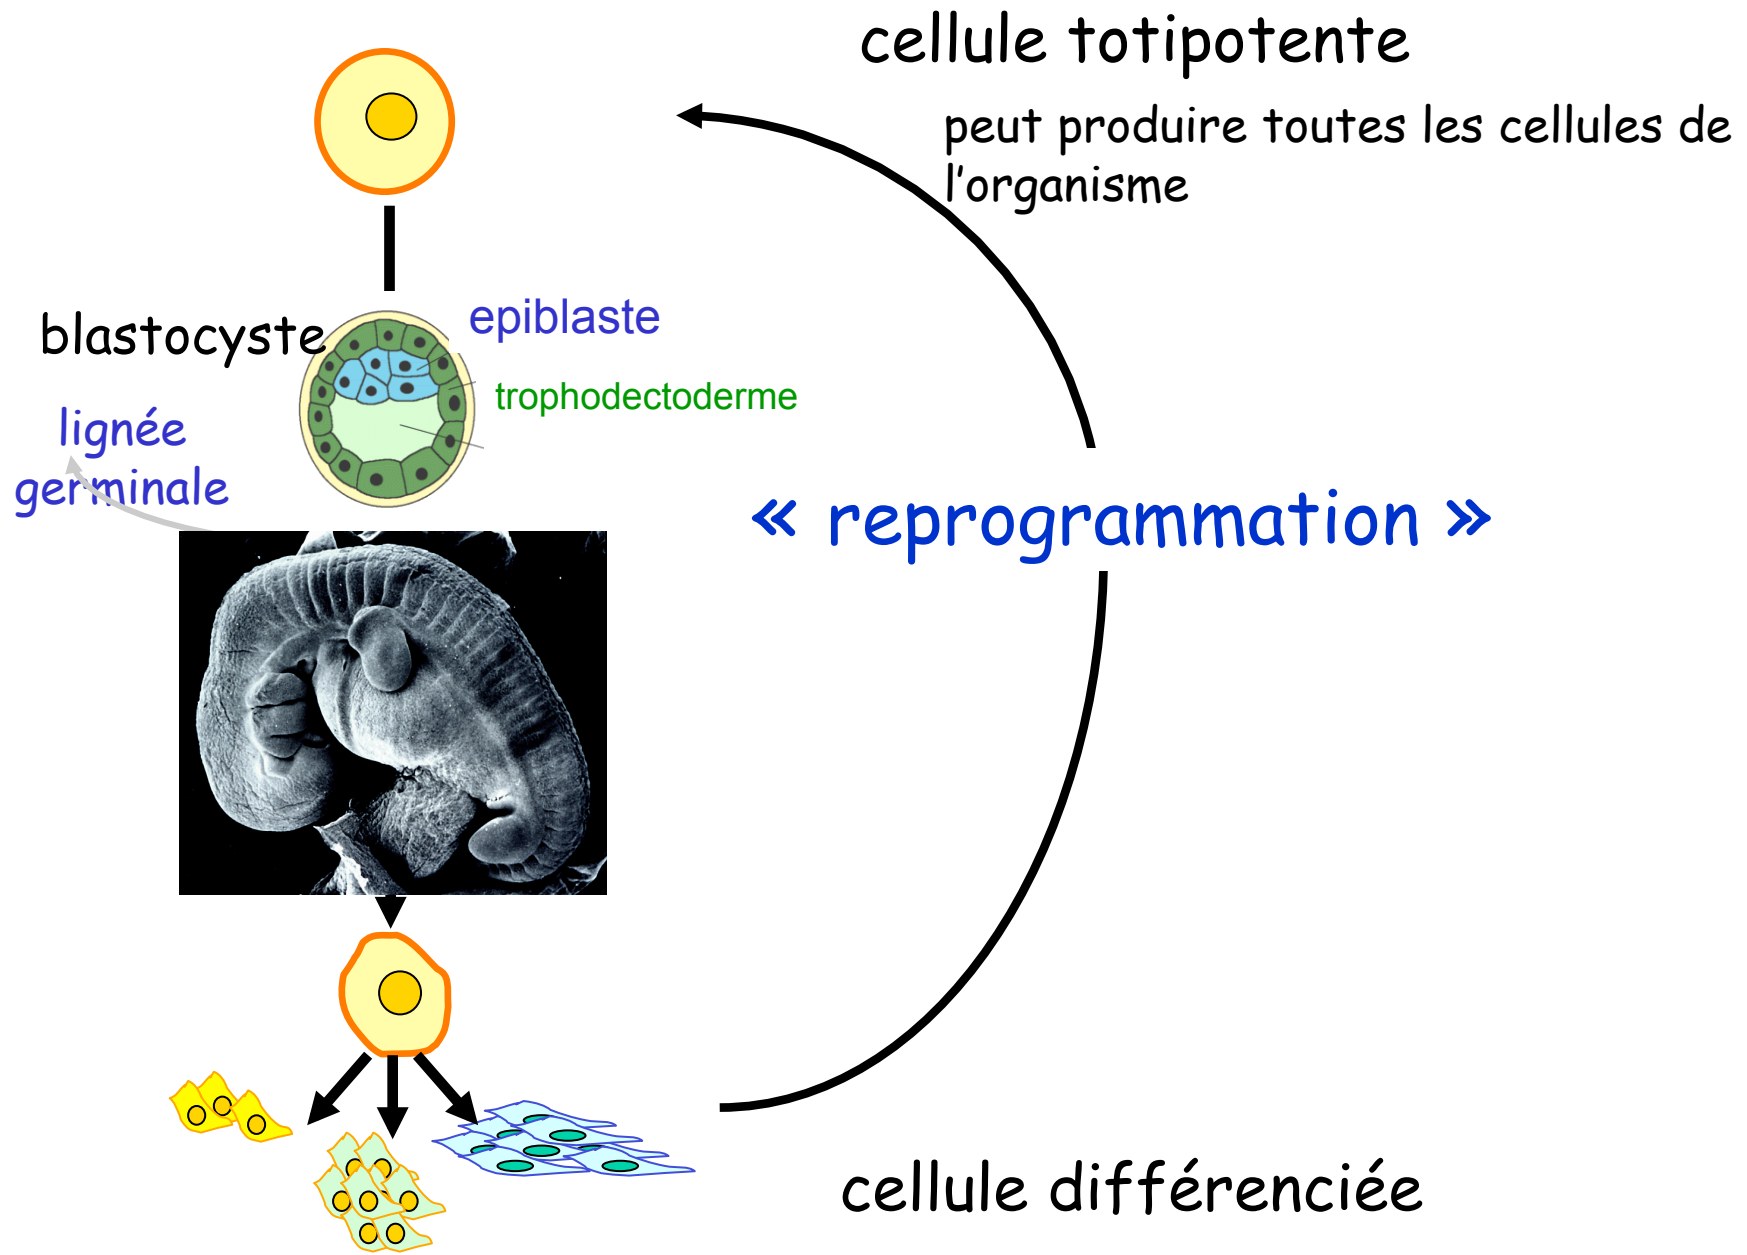 cellule totipotente
peut produire toutes les cellules de
l'organisme
blastocyste
epiblaste
trophodectoderme
lignée
germinale
« reprogrammation »
cellule différenciée